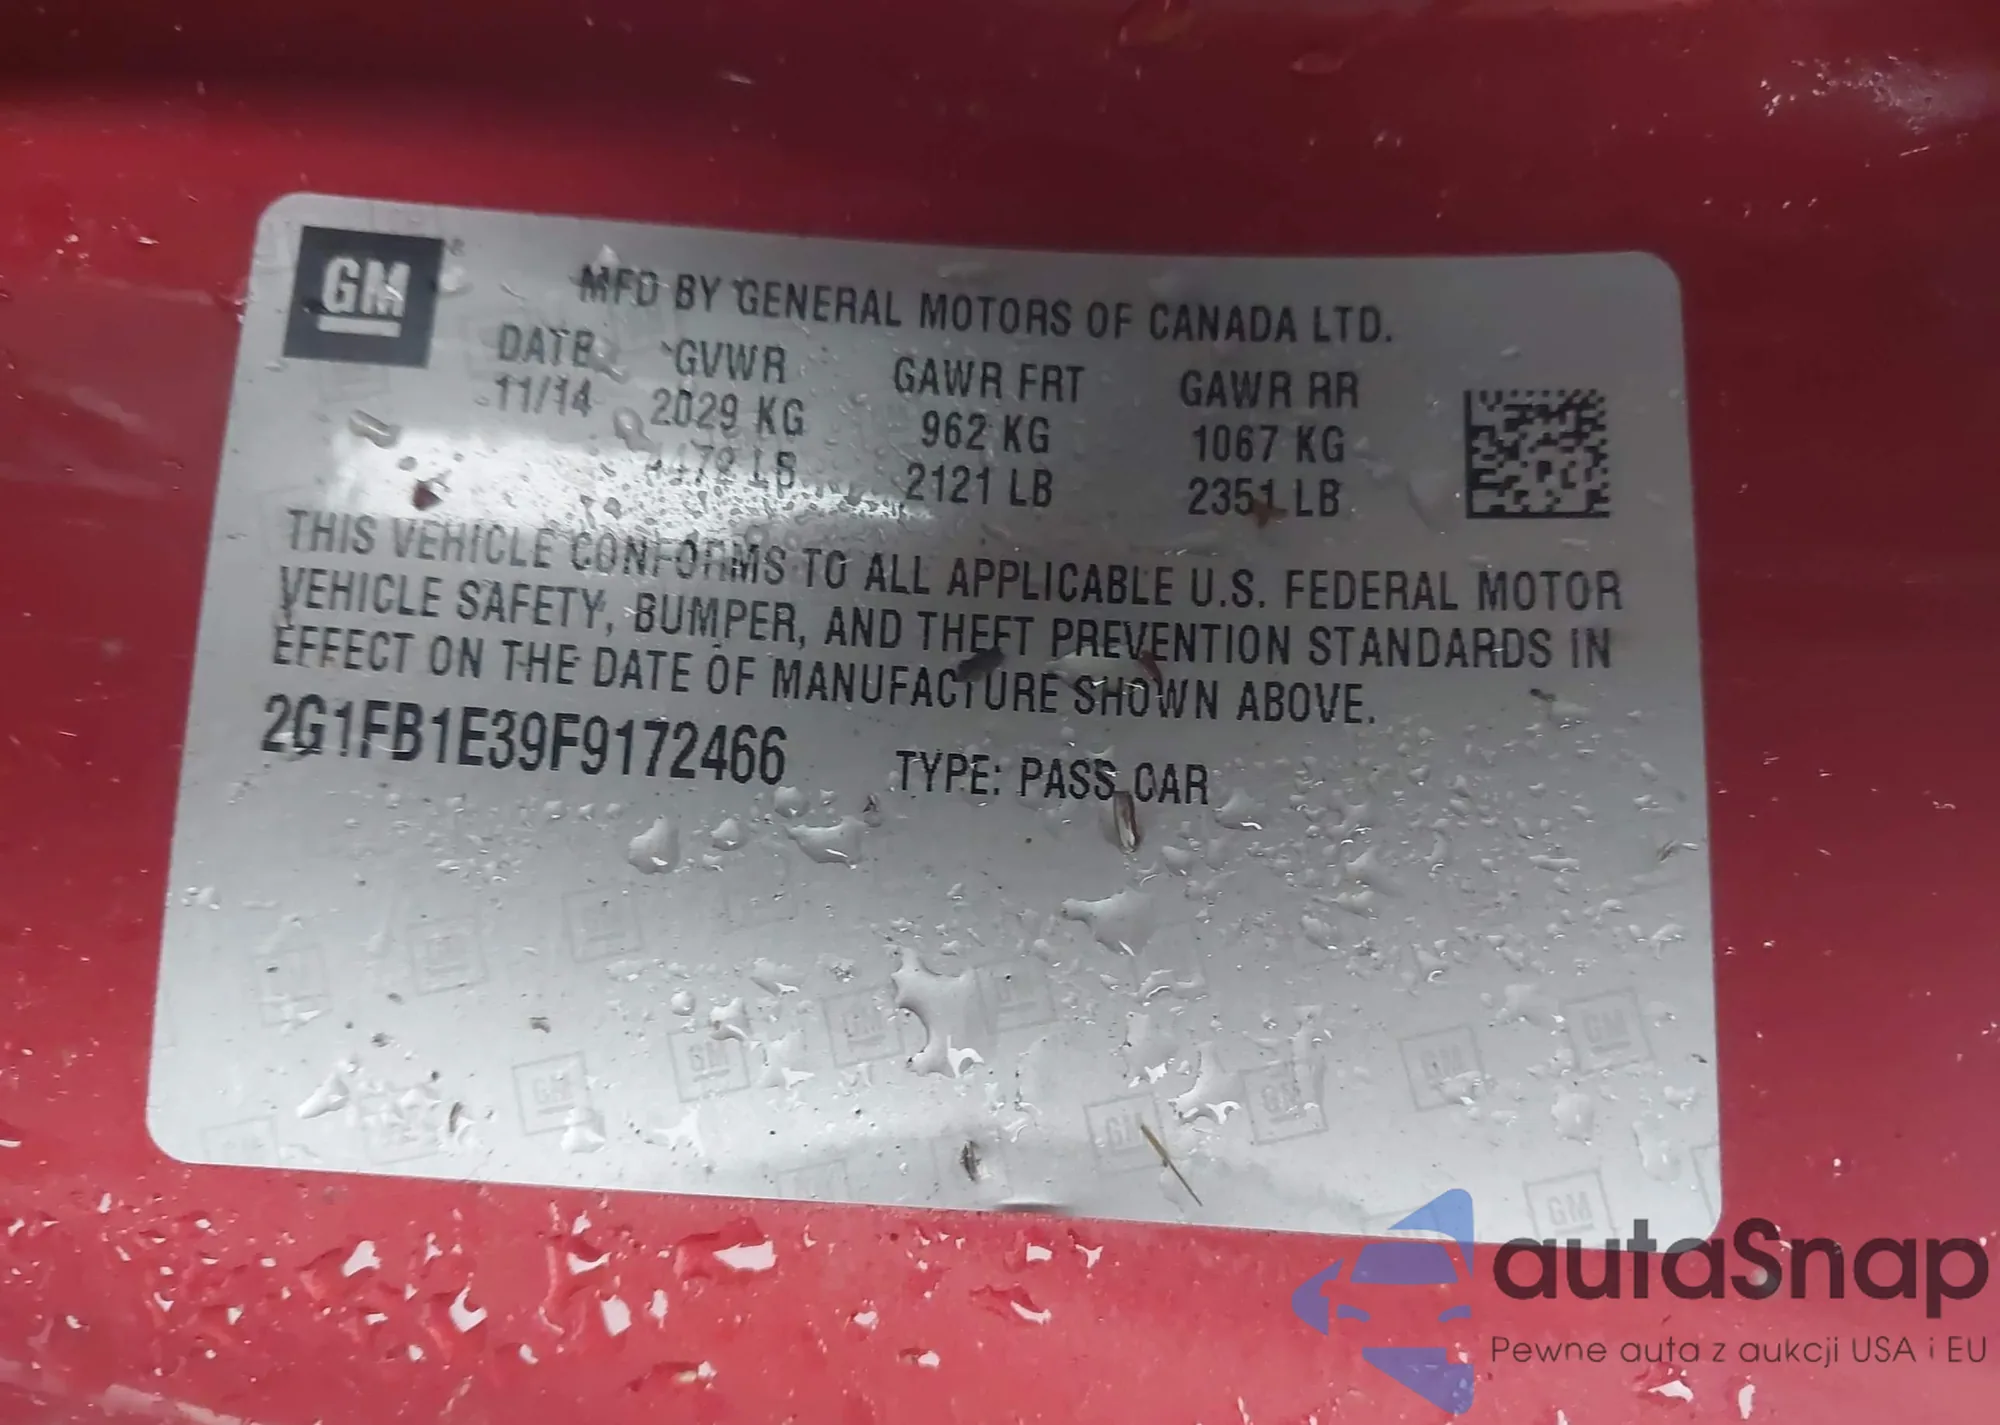 GM
MFD BY GENERAL MOTORS OF CANADA LTD.
DATE GVWR GAWR FRT GAWR RR
11/14 2029 KG 962 KG 1067 KG
4472 LB 2121 LB 2351 LB
THIS VEHICLE CONFORMS TO ALL APPLICABLE U.S. FEDERAL MOTOR
VEHICLE SAFETY, BUMPER, AND THEFT PREVENTION STANDARDS IN
EFFECT ON THE DATE OF MANUFACTURE SHOWN ABOVE.
2G1FB1E39F9172466 TYPE: PASS CAR
autaSnap
Pewne auta z aukcji USA i EU